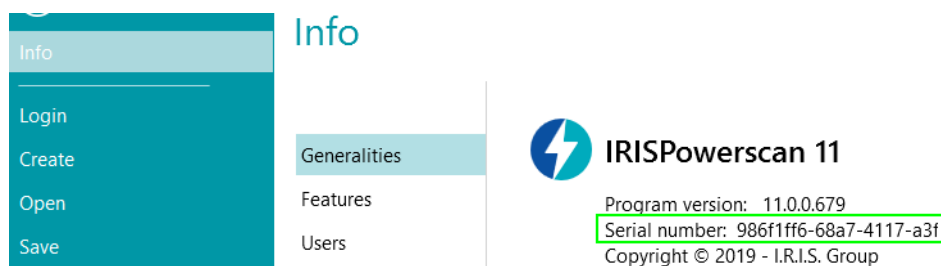 Info
Login
Create
Open
Save
Info
Generalities
Features
Users
IRISPowerscan 11
Program version: 11.0.0.679
Serial number: 986f1ff6-68a7-4117-a3f
Copyright © 2019 - I.R.I.S. Group